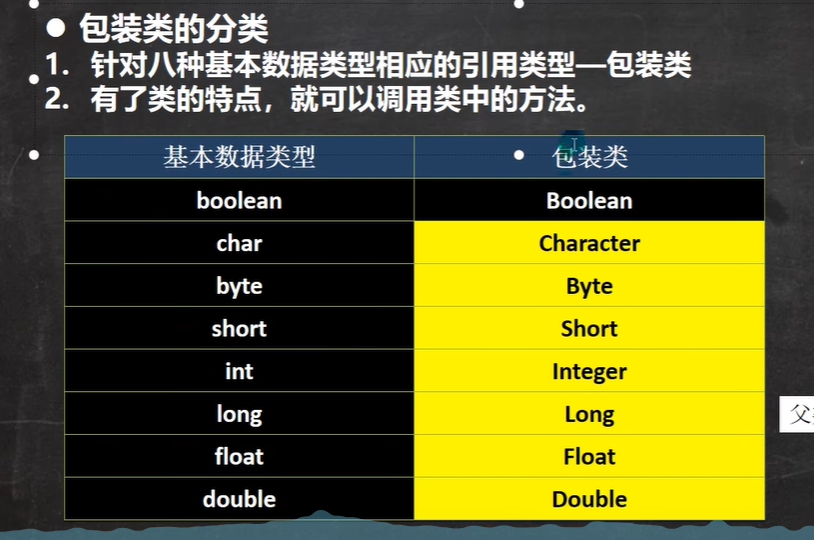 ● 包装类的分类
1. 针对八种基本数据类型相应的引用类型—包装类
2. 有了类的特点，就可以调用类中的方法。
基本数据类型 ● 包装类
boolean Boolean
char Character
byte Byte
short Short
int Integer
long Long
float Float
double Double
父